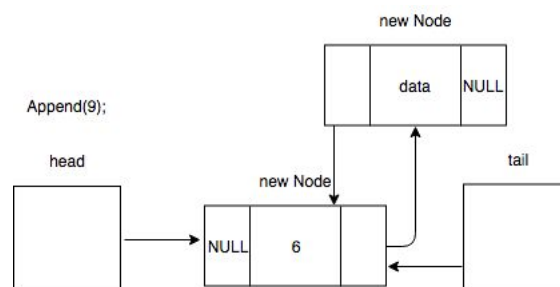 new Node
data
NULL
Append(9);
head
new Node
tail
NULL
6